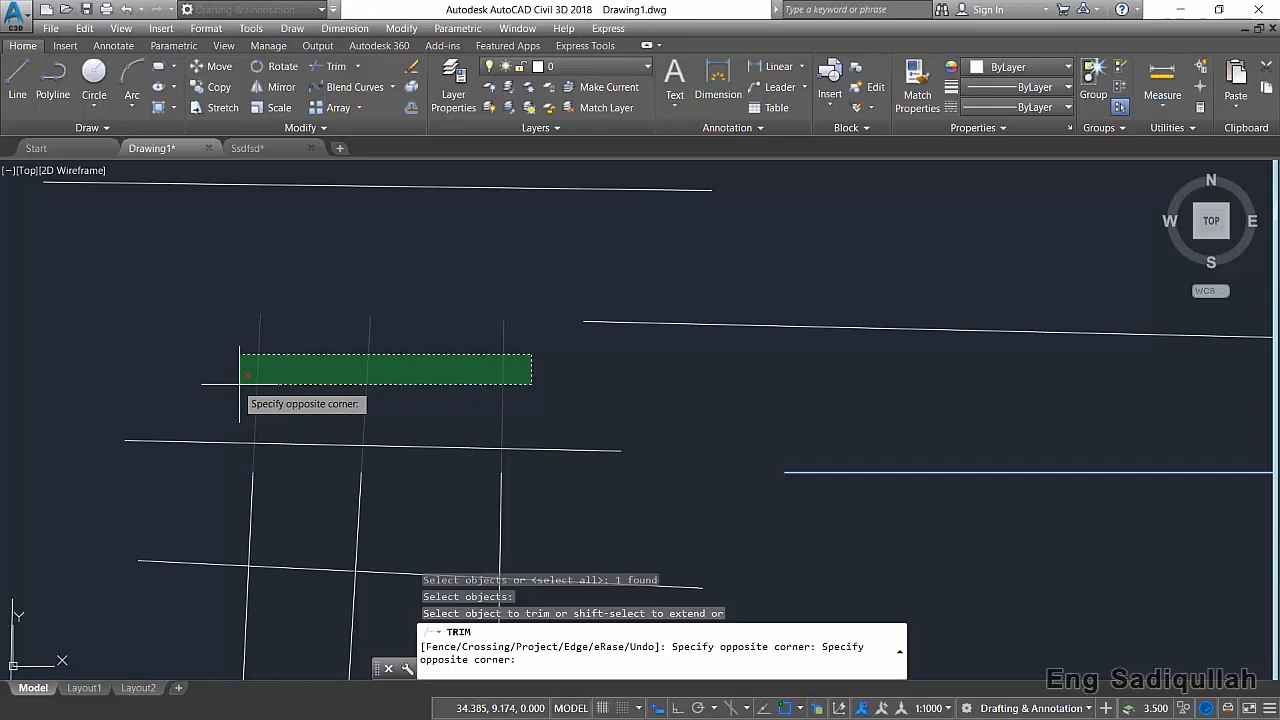 Drafting & Annotation
Autodesk AutoCAD Civil 3D 2018 Drawing1.dwg
Type a keyword or phrase
Sign In
C3D
File Edit View Insert Format Tools Draw Dimension Modify Parametric Window Help Express
Home Insert Annotate Parametric View Manage Output Autodesk 360 Add-ins Featured Apps Express Tools
Line Polyline Circle Arc
Move Rotate Trim
Copy Mirror Blend Curves
Stretch Scale Array
Layer Properties
0
Make Current
Match Layer
Text Dimension
Linear
Leader
Table
Insert Edit
Match Properties
ByLayer
ByLayer
ByLayer
Group Measure Paste
Draw Modify Layers Annotation Block Properties Groups Utilities Clipboard
Start Drawing1* Ssdfsd*
[−][Top][2D Wireframe]
N
W TOP E
S
WCS
Specify opposite corner:
Select objects or <select all>: 1 found
Select objects:
Select object to trim or shift-select to extend or
TRIM
[Fence/Crossing/Project/Edge/eRase/Undo]: Specify opposite corner: Specify
opposite corner:
Y
X
Eng Sadiqullah
Model Layout1 Layout2
34.385, 9.174, 0.000 MODEL 1:1000 Drafting & Annotation 3.500